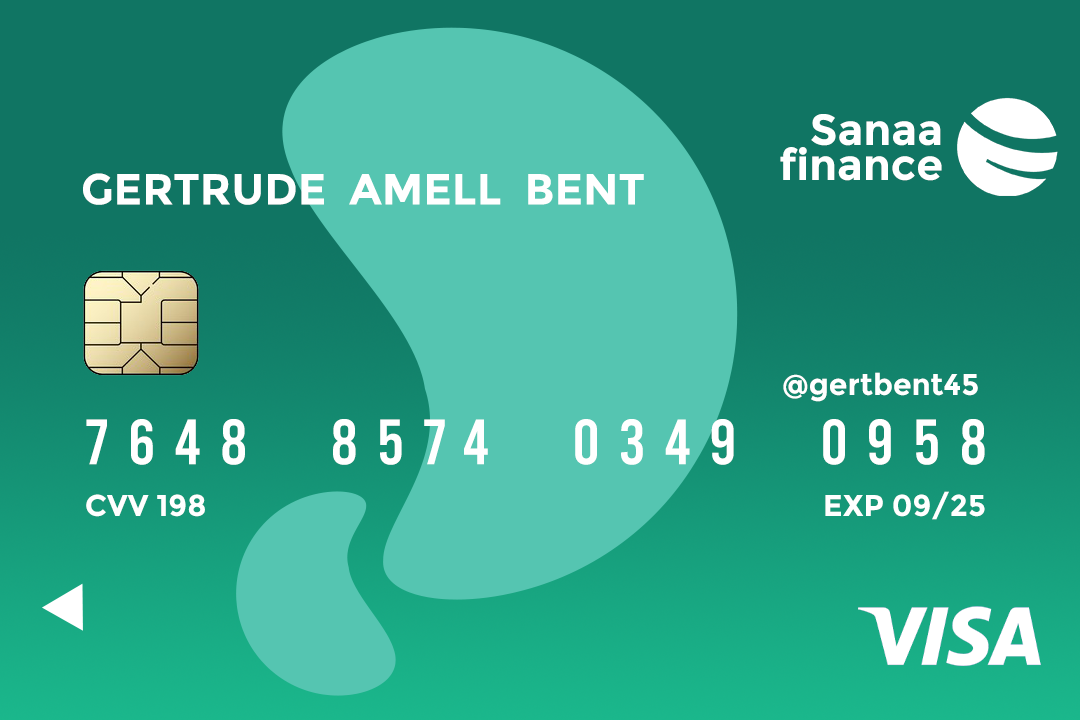 Sanaa
finance
GERTRUDE AMELL BENT
@gertbent45
7648 8574 0349 0958
CVV 198
EXP 09/25
VISA